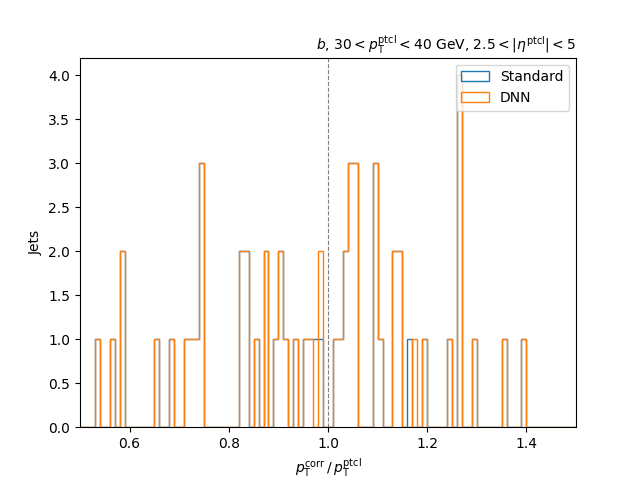 b, 30 < p_T^ptcl < 40 GeV, 2.5 < |η^ptcl| < 5
Standard
DNN
Jets
4.0
3.5
3.0
2.5
2.0
1.5
1.0
0.5
0.0
0.6 0.8 1.0 1.2 1.4
p_T^corr / p_T^ptcl